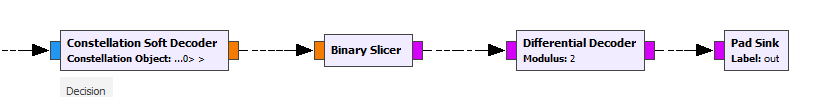 Constellation Soft Decoder
Constellation Object: ...0> >
Binary Slicer
Differential Decoder
Modulus: 2
Pad Sink
Label: out
Decision